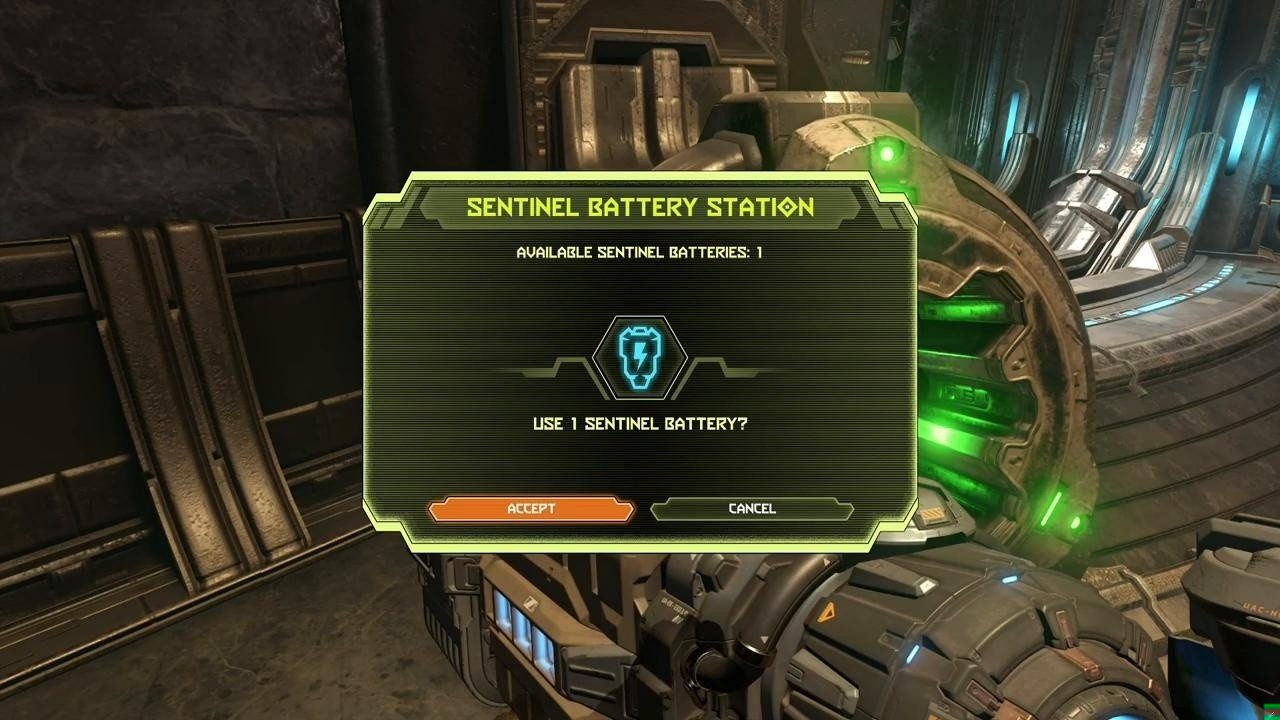 SENTINEL BATTERY STATION
AVAILABLE SENTINEL BATTERIES: 1
USE 1 SENTINEL BATTERY?
ACCEPT
CANCEL